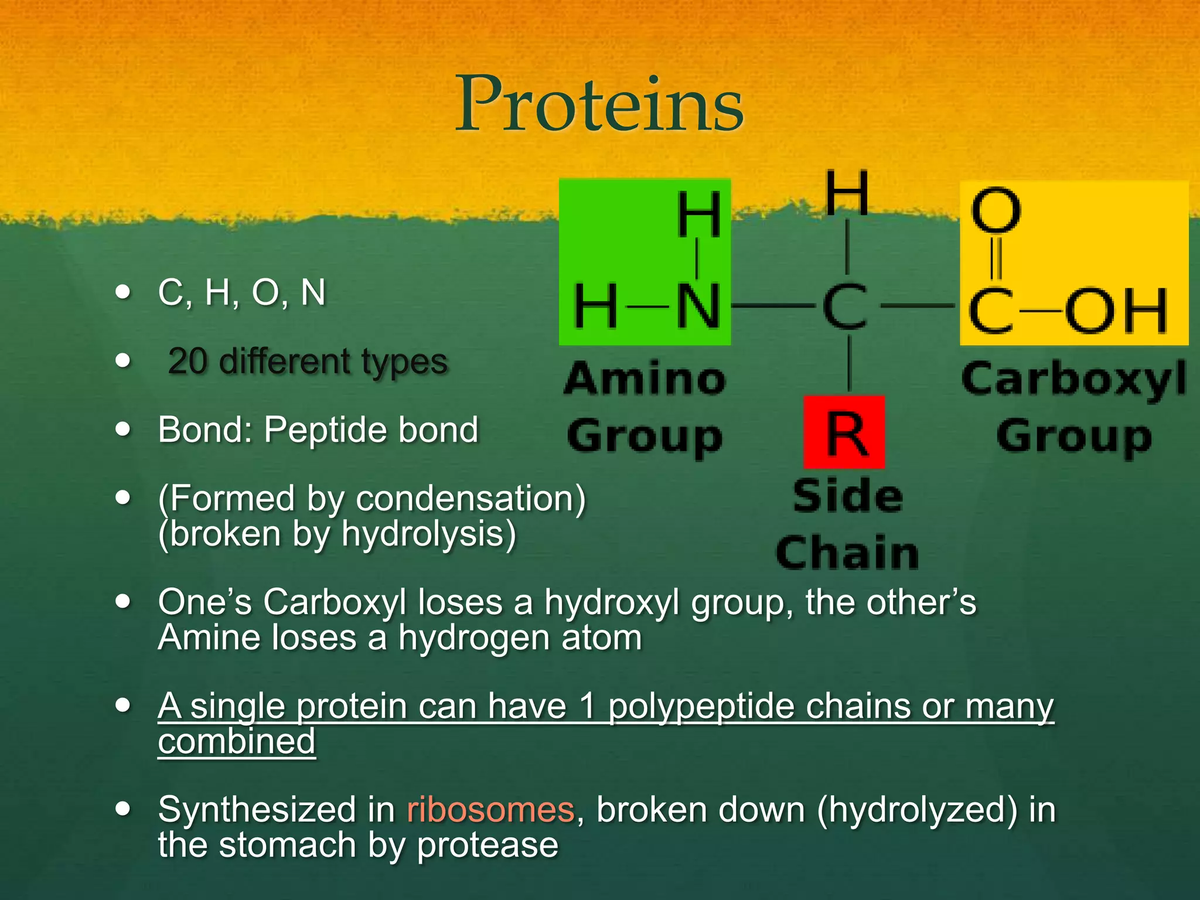 Proteins
C, H, O, N
20 different types
Bond: Peptide bond
(Formed by condensation)
(broken by hydrolysis)
One’s Carboxyl loses a hydroxyl group, the other’s
Amine loses a hydrogen atom
A single protein can have 1 polypeptide chains or many
combined
Synthesized in ribosomes, broken down (hydrolyzed) in
the stomach by protease
H
H–N
Amino
Group
H
C
R
Side
Chain
O
C–OH
Carboxyl
Group